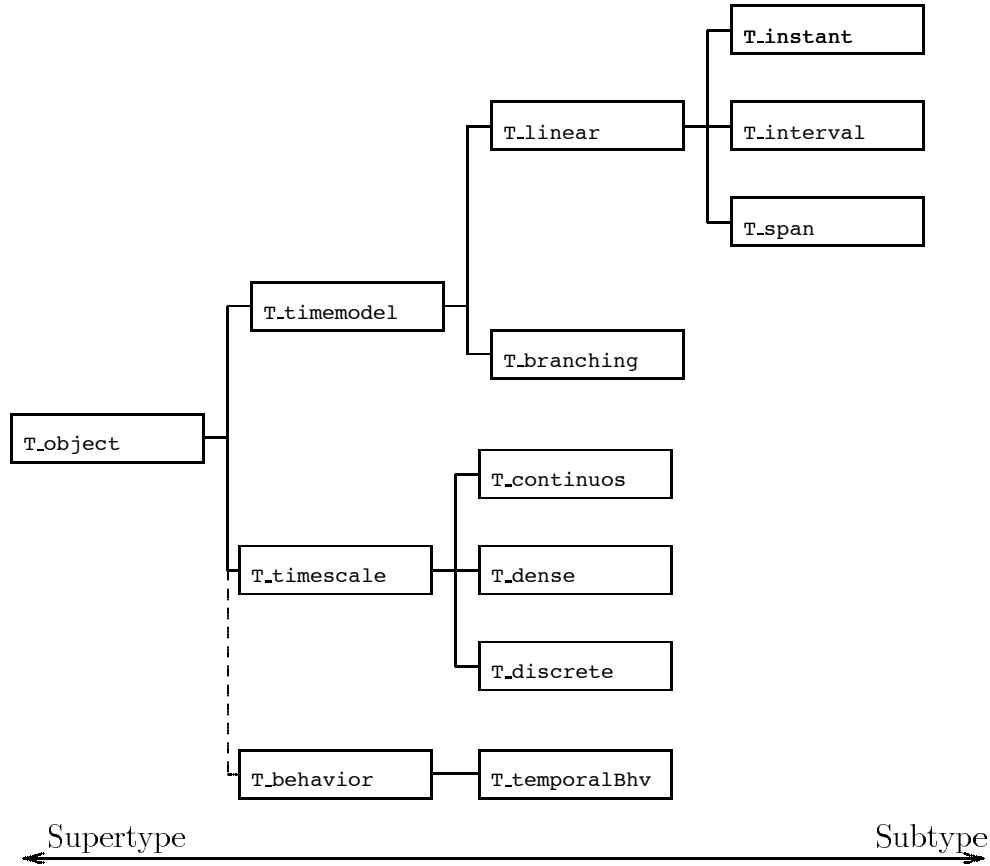 T_instant
T_linear
T_interval
T_span
T_timemodel
T_branching
T_object
T_continuos
T_timescale
T_dense
T_discrete
T_behavior
T_temporalBhv
Supertype
Subtype